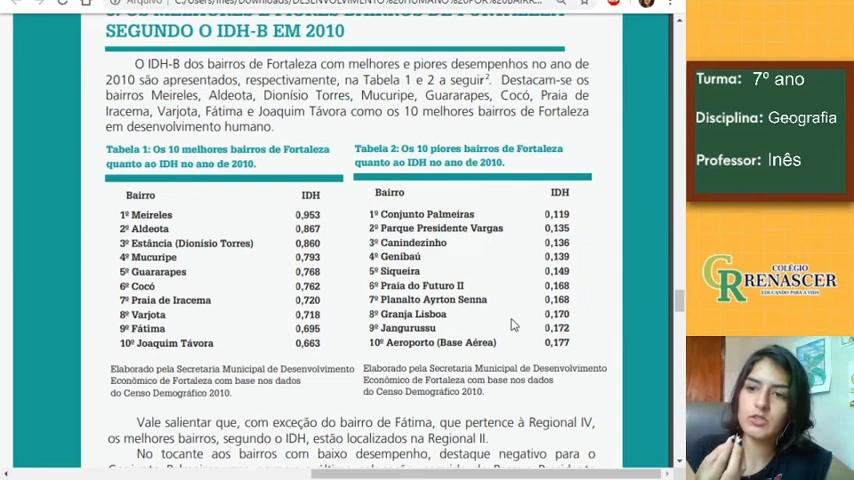 Arquivo
C:/Users/Ines/Downloads/DESENVOLVIMENTO%20HUMANO%20POR%20BAIRR...
SEGUNDO O IDH-B EM 2010
O IDH-B dos bairros de Fortaleza com melhores e piores desempenhos no ano de
2010 são apresentados, respectivamente, na Tabela 1 e 2 a seguir². Destacam-se os
bairros Meireles, Aldeota, Dionísio Torres, Mucuripe, Guararapes, Cocó, Praia de
Iracema, Varjota, Fátima e Joaquim Távora como os 10 melhores bairros de Fortaleza
em desenvolvimento humano.
Tabela 1: Os 10 melhores bairros de Fortaleza
quanto ao IDH no ano de 2010.
Bairro IDH
1º Meireles 0,953
2º Aldeota 0,867
3º Estância (Dionísio Torres) 0,860
4º Mucuripe 0,793
5º Guararapes 0,768
6º Cocó 0,762
7º Praia de Iracema 0,720
8º Varjota 0,718
9º Fátima 0,695
10º Joaquim Távora 0,663
Elaborado pela Secretaria Municipal de Desenvolvimento
Econômico de Fortaleza com base nos dados
do Censo Demográfico 2010.
Tabela 2: Os 10 piores bairros de Fortaleza
quanto ao IDH no ano de 2010.
Bairro IDH
1º Conjunto Palmeiras 0,119
2º Parque Presidente Vargas 0,135
3º Canindezinho 0,136
4º Genibaú 0,139
5º Siqueira 0,149
6º Praia do Futuro II 0,168
7º Planalto Ayrton Senna 0,168
8º Granja Lisboa 0,170
9º Jangurussu 0,172
10º Aeroporto (Base Aérea) 0,177
Elaborado pela Secretaria Municipal de Desenvolvimento
Econômico de Fortaleza com base nos dados
do Censo Demográfico 2010.
Vale salientar que, com exceção do bairro de Fátima, que pertence à Regional IV,
os melhores bairros, segundo o IDH, estão localizados na Regional II.
No tocante aos bairros com baixo desempenho, destaque negativo para o
Turma: 7º ano
Disciplina: Geografia
Professor: Inês
CR
COLÉGIO
RENASCER
EDUCANDO PARA A VIDA